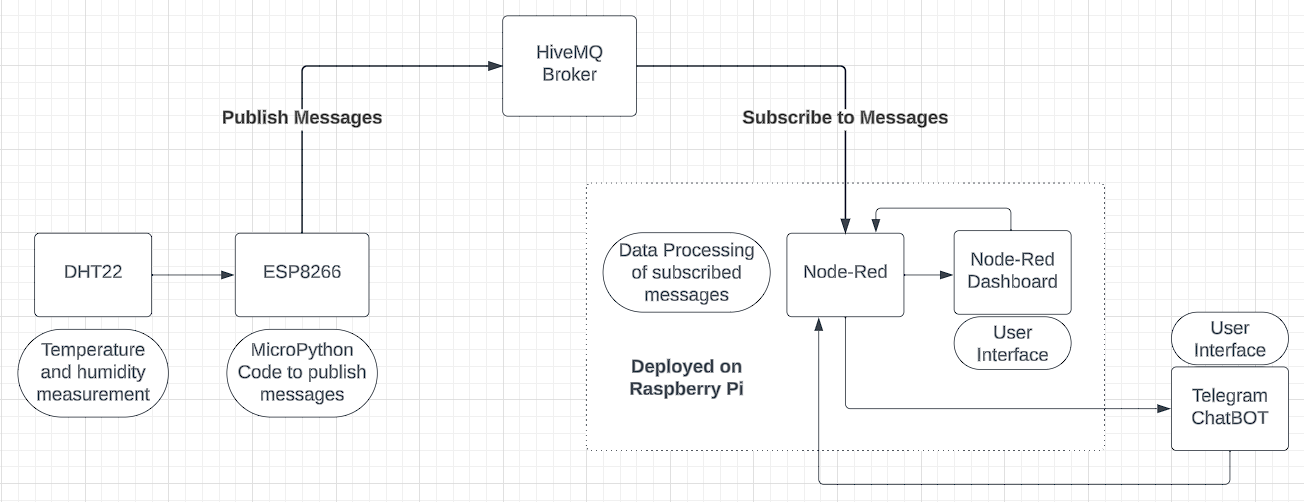 HiveMQ
Broker
Publish Messages
Subscribe to Messages
DHT22
ESP8266
Temperature
and humidity
measurement
MicroPython
Code to publish
messages
Data Processing
of subscribed
messages
Node-Red
Node-Red
Dashboard
User
Interface
Deployed on
Raspberry Pi
User
Interface
Telegram
ChatBOT